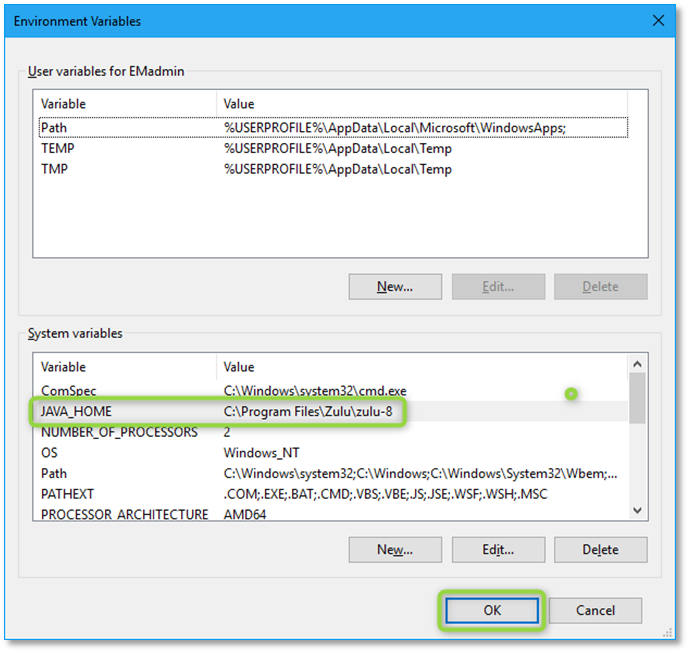 Environment Variables
User variables for EMadmin
Variable Value
Path %USERPROFILE%\AppData\Local\Microsoft\WindowsApps;
TEMP %USERPROFILE%\AppData\Local\Temp
TMP %USERPROFILE%\AppData\Local\Temp
New... Edit... Delete
System variables
Variable Value
ComSpec C:\Windows\system32\cmd.exe
JAVA_HOME C:\Program Files\Zulu\zulu-8
NUMBER_OF_PROCESSORS 2
OS Windows_NT
Path C:\Windows\system32;C:\Windows;C:\Windows\System32\Wbem;...
PATHEXT .COM;.EXE;.BAT;.CMD;.VBS;.VBE;.JS;.JSE;.WSF;.WSH;.MSC
PROCESSOR_ARCHITECTURE AMD64
New... Edit... Delete
OK Cancel